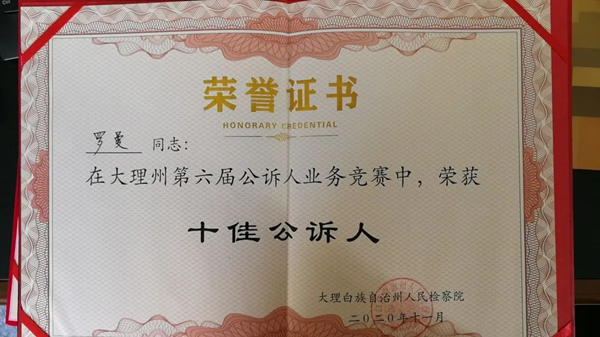 荣誉证书
HONORARY CREDENTIAL
罗曼 同志:
在大理州第六届公诉人业务竞赛中，荣获
十佳公诉人
大理白族自治州人民检察院
二〇二〇年十一月